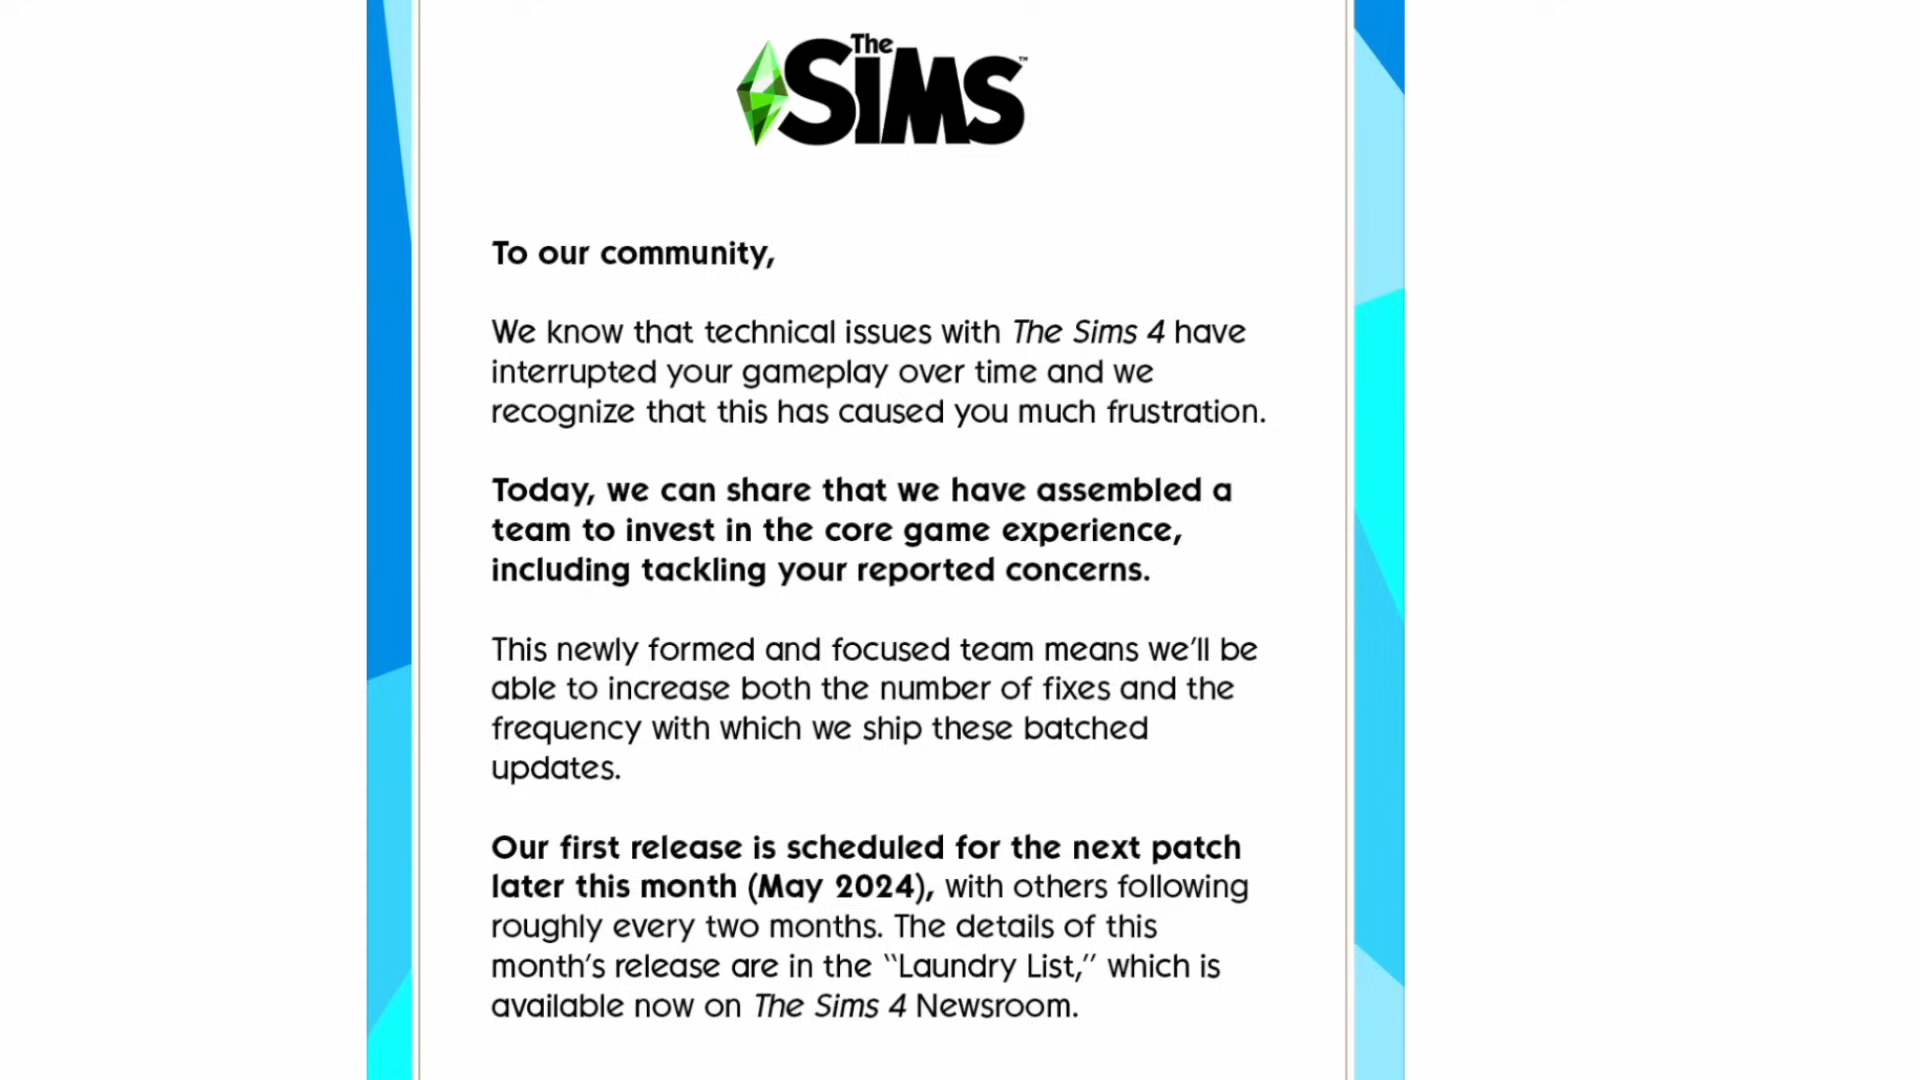 The
SiMS™
To our community,
We know that technical issues with The Sims 4 have
interrupted your gameplay over time and we
recognize that this has caused you much frustration.
Today, we can share that we have assembled a
team to invest in the core game experience,
including tackling your reported concerns.
This newly formed and focused team means we’ll be
able to increase both the number of fixes and the
frequency with which we ship these batched
updates.
Our first release is scheduled for the next patch
later this month (May 2024), with others following
roughly every two months. The details of this
month’s release are in the “Laundry List,” which is
available now on The Sims 4 Newsroom.